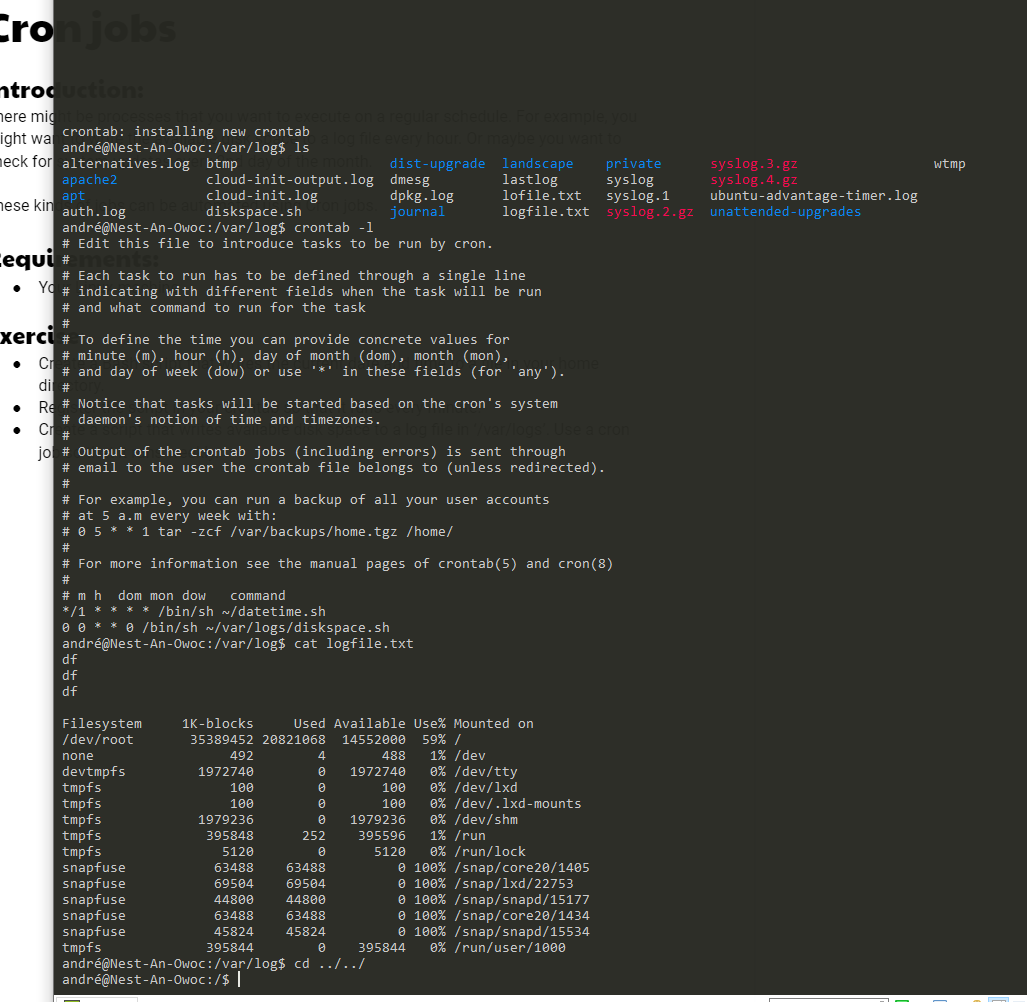 Cron jobs
ntroduction:
here might be processes that you want to execute on a regular schedule. For example, you
crontab: installing new crontab
andré@Nest-An-Owoc:/var/log$ ls
alternatives.log btmp dist-upgrade landscape private syslog.3.gz wtmp
apache2 cloud-init-output.log dmesg lastlog syslog syslog.4.gz
apt cloud-init.log dpkg.log lofile.txt syslog.1 ubuntu-advantage-timer.log
auth.log diskspace.sh journal logfile.txt syslog.2.gz unattended-upgrades
andré@Nest-An-Owoc:/var/log$ crontab -l
# Edit this file to introduce tasks to be run by cron.
#
# Each task to run has to be defined through a single line
# indicating with different fields when the task will be run
# and what command to run for the task
#
# To define the time you can provide concrete values for
# minute (m), hour (h), day of month (dom), month (mon),
# and day of week (dow) or use '*' in these fields (for 'any').
#
# Notice that tasks will be started based on the cron's system
# daemon's notion of time and timezones.
#
# Output of the crontab jobs (including errors) is sent through
# email to the user the crontab file belongs to (unless redirected).
#
# For example, you can run a backup of all your user accounts
# at 5 a.m every week with:
# 0 5 * * 1 tar -zcf /var/backups/home.tgz /home/
#
# For more information see the manual pages of crontab(5) and cron(8)
#
# m h  dom mon dow   command
*/1 * * * * /bin/sh ~/datetime.sh
0 0 * * 0 /bin/sh ~/var/logs/diskspace.sh
andré@Nest-An-Owoc:/var/log$ cat logfile.txt
df
df
df
Filesystem 1K-blocks Used Available Use% Mounted on
/dev/root 35389452 20821068 14552000 59% /
none 492 4 488 1% /dev
devtmpfs 1972740 0 1972740 0% /dev/tty
tmpfs 100 0 100 0% /dev/lxd
tmpfs 100 0 100 0% /dev/.lxd-mounts
tmpfs 1979236 0 1979236 0% /dev/shm
tmpfs 395848 252 395596 1% /run
tmpfs 5120 0 5120 0% /run/lock
snapfuse 63488 63488 0 100% /snap/core20/1405
snapfuse 69504 69504 0 100% /snap/lxd/22753
snapfuse 44800 44800 0 100% /snap/snapd/15177
snapfuse 63488 63488 0 100% /snap/core20/1434
snapfuse 45824 45824 0 100% /snap/snapd/15534
tmpfs 395844 0 395844 0% /run/user/1000
andré@Nest-An-Owoc:/var/log$ cd ../../
andré@Nest-An-Owoc:/$